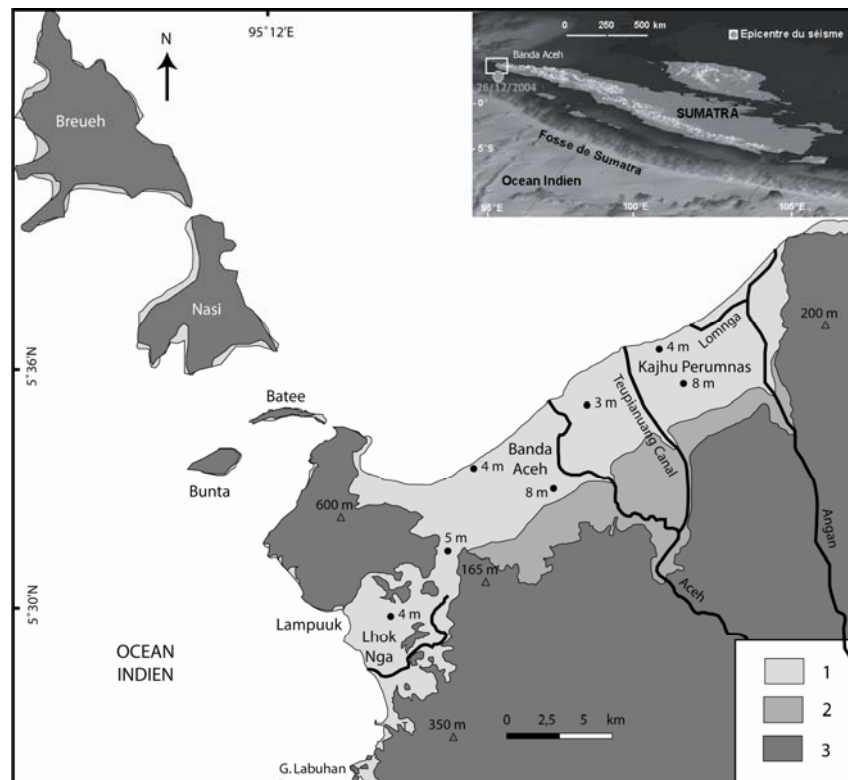 95°12'E
N
0 250 500 km
Epicentre du séisme
Banda Aceh
26/12/2004
0°
5°S
SUMATRA
Fosse de Sumatra
Ocean Indien
95°E
100°E
105°E
Breueh
Nasi
200 m
4 m
Lomnga
Kajhu Perumnas
8 m
5°36'N
Batee
3 m
Teupianuang Canal
Bunta
Banda
Aceh
4 m
8 m
600 m
5 m
165 m
Angan
Aceh
5°30'N
Lampuuk
4 m
Lhok
Nga
OCEAN
INDIEN
350 m
0 2,5 5 km
G. Labuhan
1
2
3